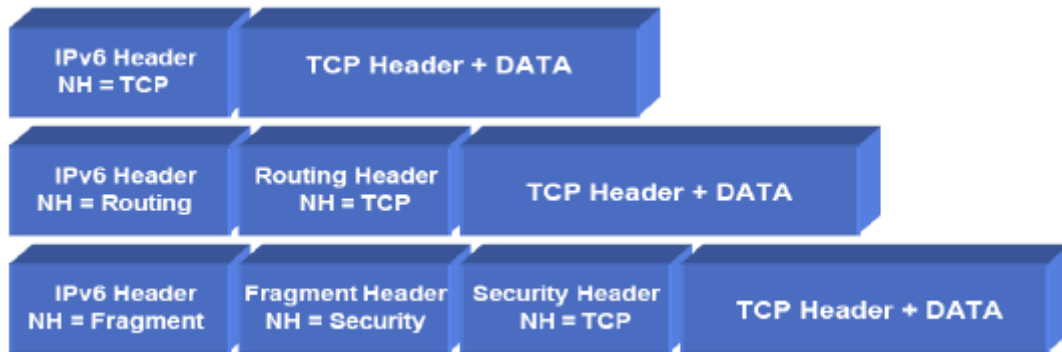 IPv6 Header
NH = TCP
TCP Header + DATA
IPv6 Header
NH = Routing
Routing Header
NH = TCP
TCP Header + DATA
IPv6 Header
NH = Fragment
Fragment Header
NH = Security
Security Header
NH = TCP
TCP Header + DATA